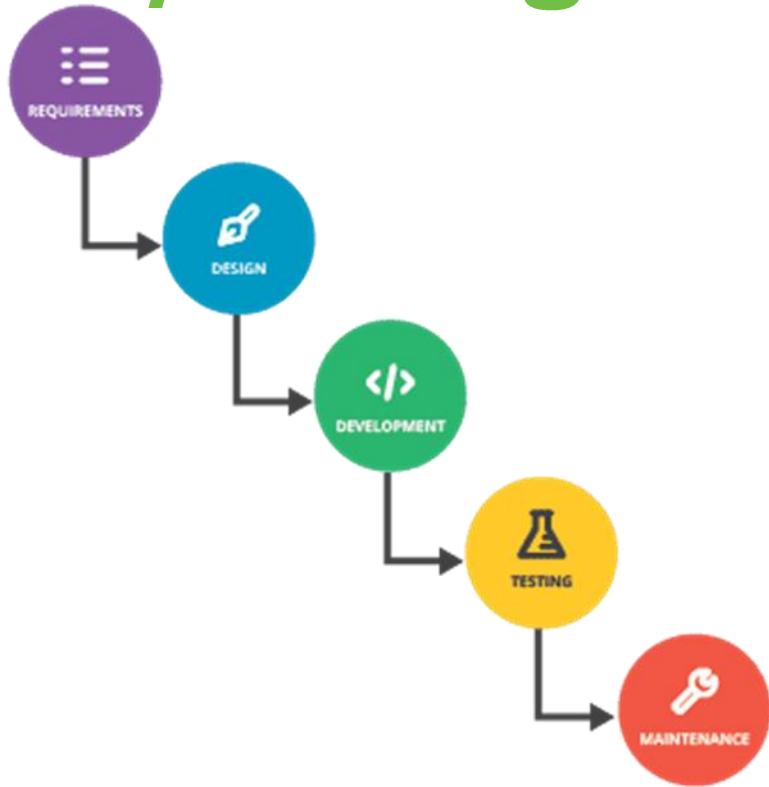 REQUIREMENTS
DESIGN
</>
DEVELOPMENT
TESTING
MAINTENANCE